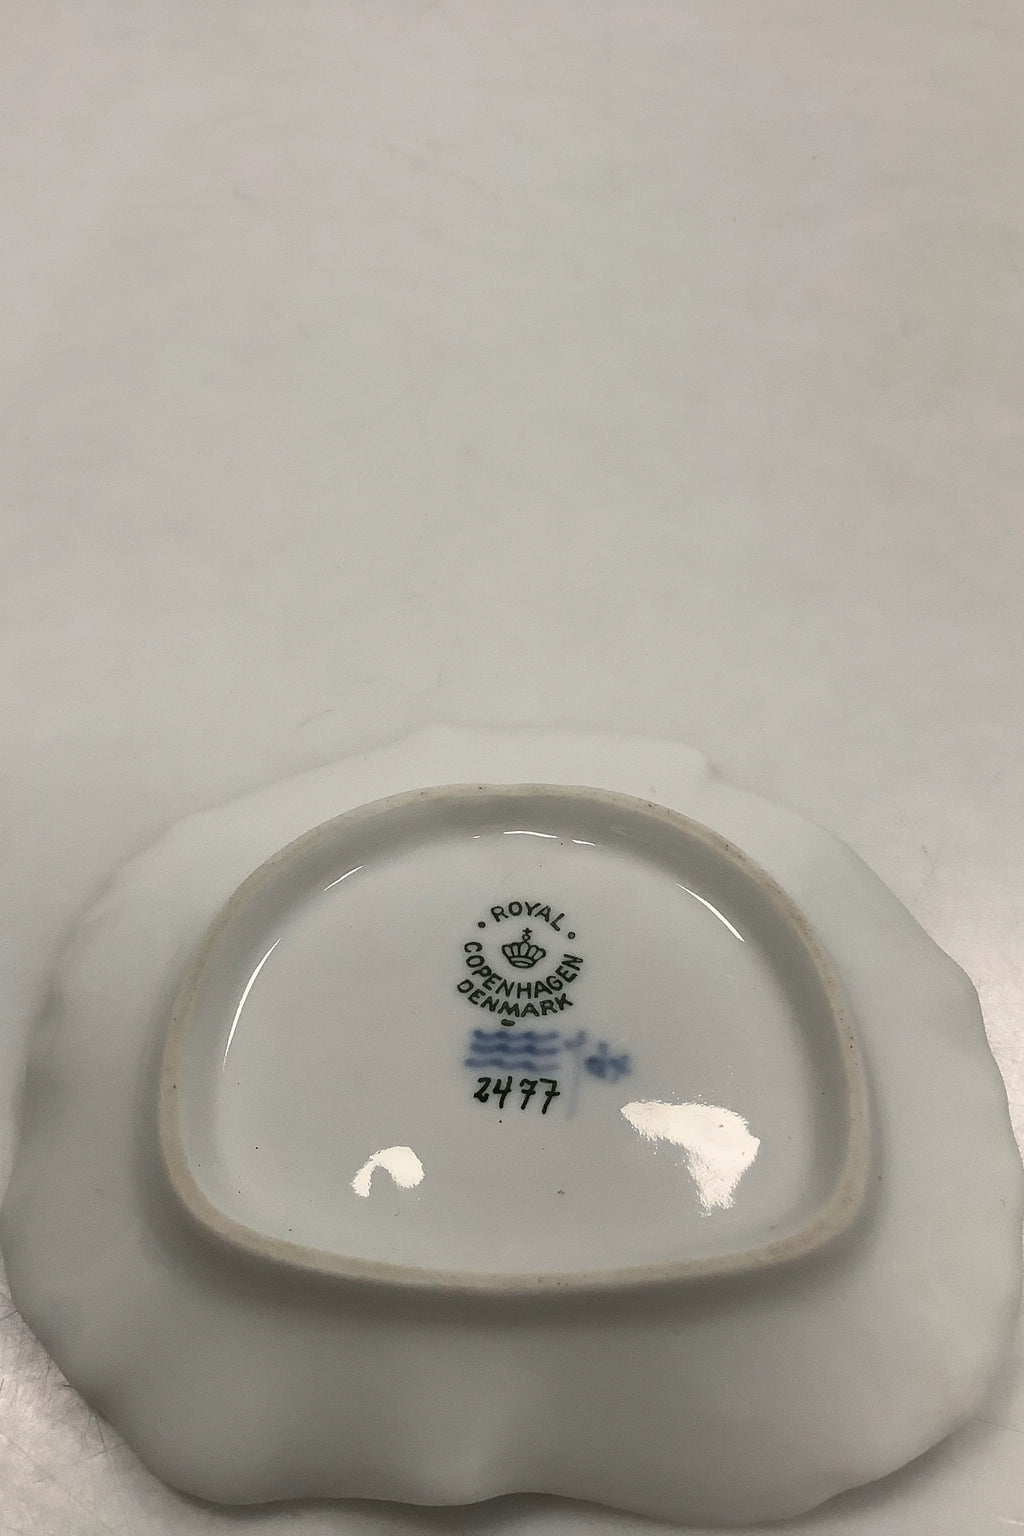 ROYAL
COPENHAGEN
DENMARK
2477